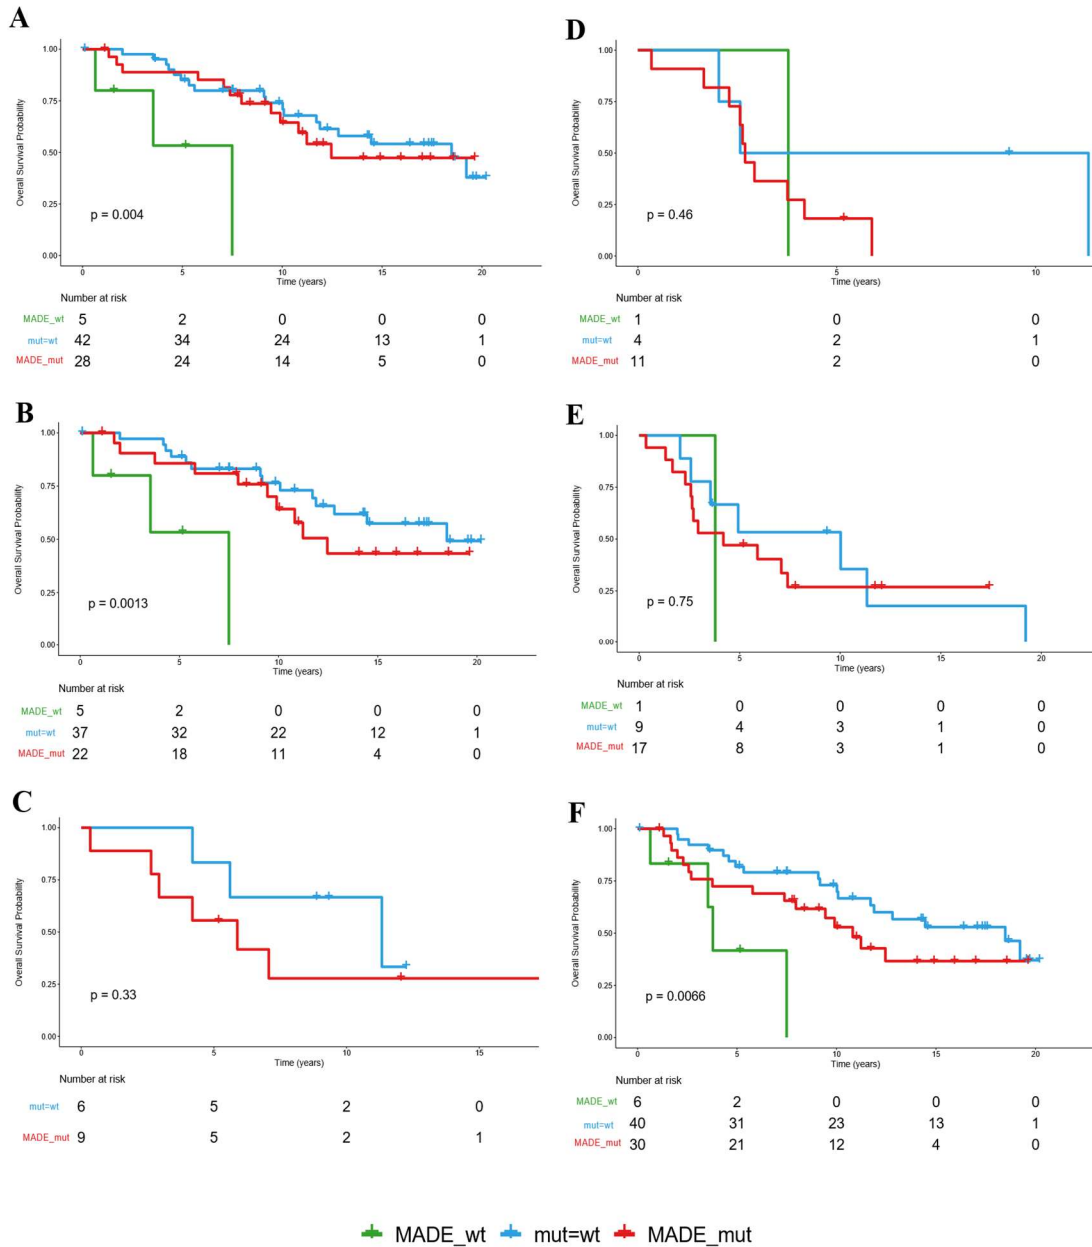 A
Overall Survival Probability
1.00
0.75
0.50
0.25
0.00
p = 0.004
0 5 10 15 20
Time (years)
Number at risk
MADE_wt 5 2 0 0 0
mut=wt 42 34 24 13 1
MADE_mut 28 24 14 5 0
B
Overall Survival Probability
1.00
0.75
0.50
0.25
0.00
p = 0.0013
0 5 10 15 20
Time (years)
Number at risk
MADE_wt 5 2 0 0 0
mut=wt 37 32 22 12 1
MADE_mut 22 18 11 4 0
C
Overall Survival Probability
1.00
0.75
0.50
0.25
0.00
p = 0.33
0 5 10 15
Time (years)
Number at risk
mut=wt 6 5 2 0
MADE_mut 9 5 2 1
D
Overall Survival Probability
1.00
0.75
0.50
0.25
0.00
p = 0.46
0 5 10
Time (years)
Number at risk
MADE_wt 1 0 0
mut=wt 4 2 1
MADE_mut 11 2 0
E
Overall Survival Probability
1.00
0.75
0.50
0.25
0.00
p = 0.75
0 5 10 15 20
Time (years)
Number at risk
MADE_wt 1 0 0 0 0
mut=wt 9 4 3 1 0
MADE_mut 17 8 3 1 0
F
Overall Survival Probability
1.00
0.75
0.50
0.25
0.00
p = 0.0066
0 5 10 15 20
Time (years)
Number at risk
MADE_wt 6 2 0 0 0
mut=wt 40 31 23 13 1
MADE_mut 30 21 12 4 0
MADE_wt mut=wt MADE_mut